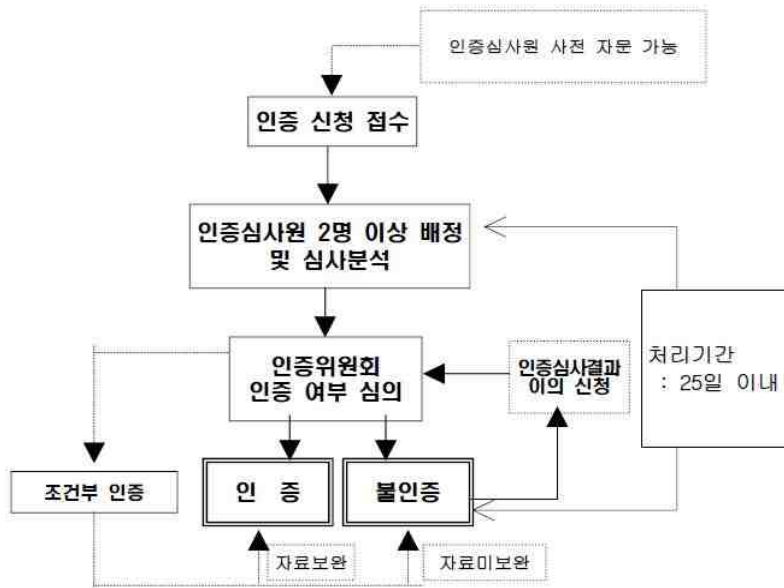 인증심사원 사전 자문 가능
인증 신청 접수
인증심사원 2명 이상 배정
및 심사분석
처리기간
: 25일 이내
인증위원회
인증 여부 심의
인증심사결과
이의 신청
조건부 인증
인 증
불인증
자료보완
자료미보완